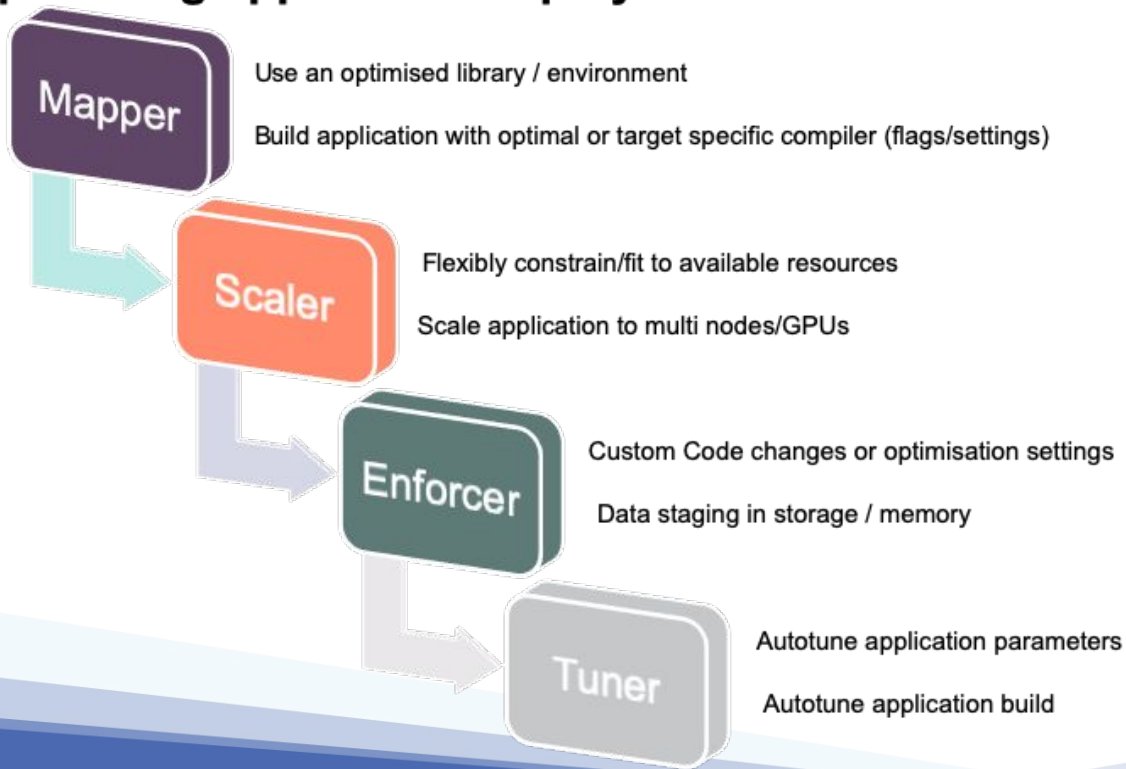 Mapper
Use an optimised library / environment
Build application with optimal or target specific compiler (flags/settings)
Scaler
Flexibly constrain/fit to available resources
Scale application to multi nodes/GPUs
Enforcer
Custom Code changes or optimisation settings
Data staging in storage / memory
Tuner
Autotune application parameters
Autotune application build